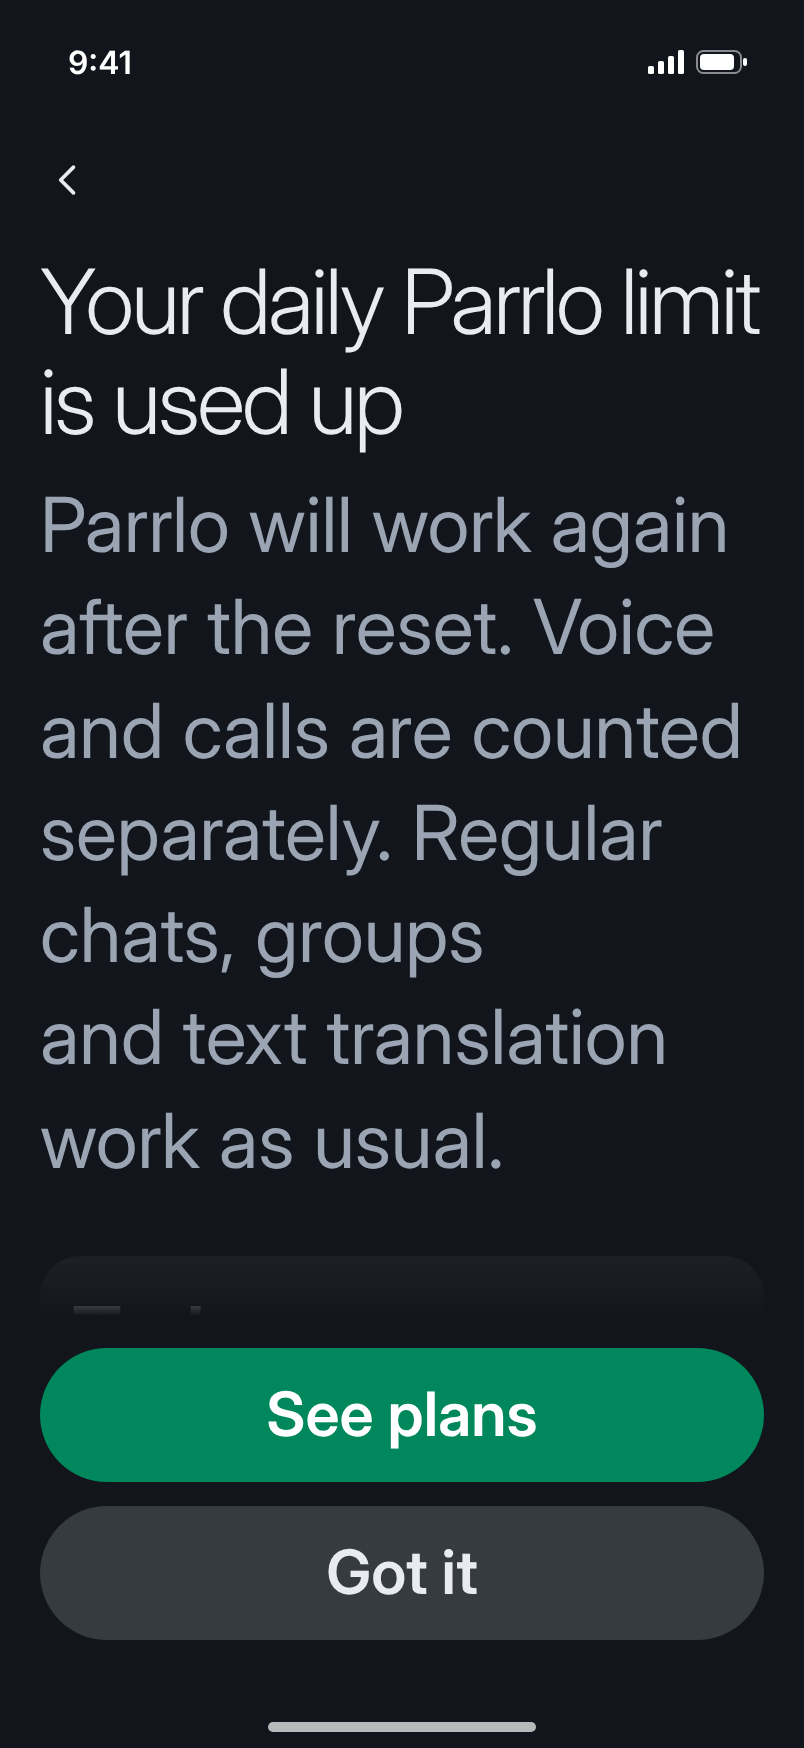 9:41
Your daily Parrlo limit
is used up
Parrlo will work again
after the reset. Voice
and calls are counted
separately. Regular
chats, groups
and text translation
work as usual.
See plans
Got it